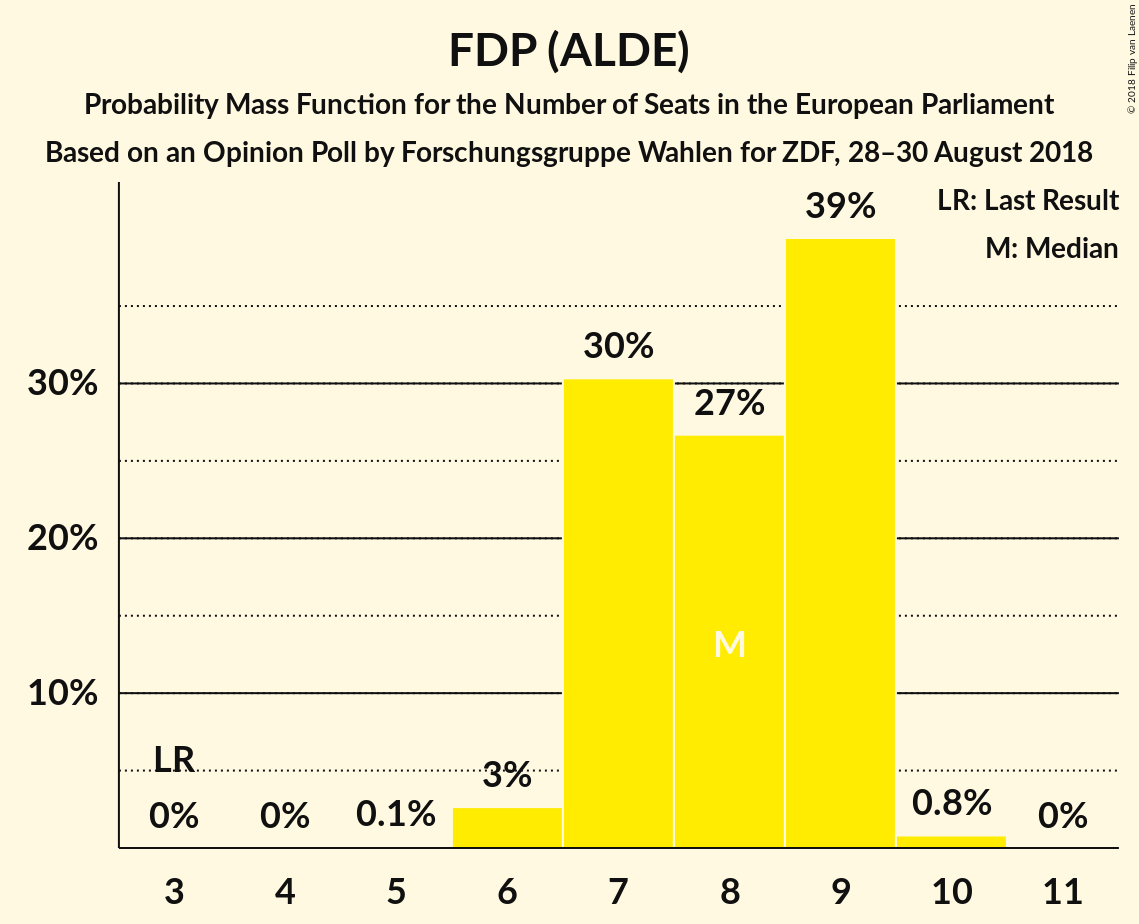 FDP (ALDE)
Probability Mass Function for the Number of Seats in the European Parliament
Based on an Opinion Poll by Forschungsgruppe Wahlen for ZDF, 28–30 August 2018
© 2018 Filip van Laenen
LR: Last Result
M: Median
39%
30%
27%
30%
20%
10%
M
LR
0%
0%
0.1%
3%
0.8%
0%
3 4 5 6 7 8 9 10 11